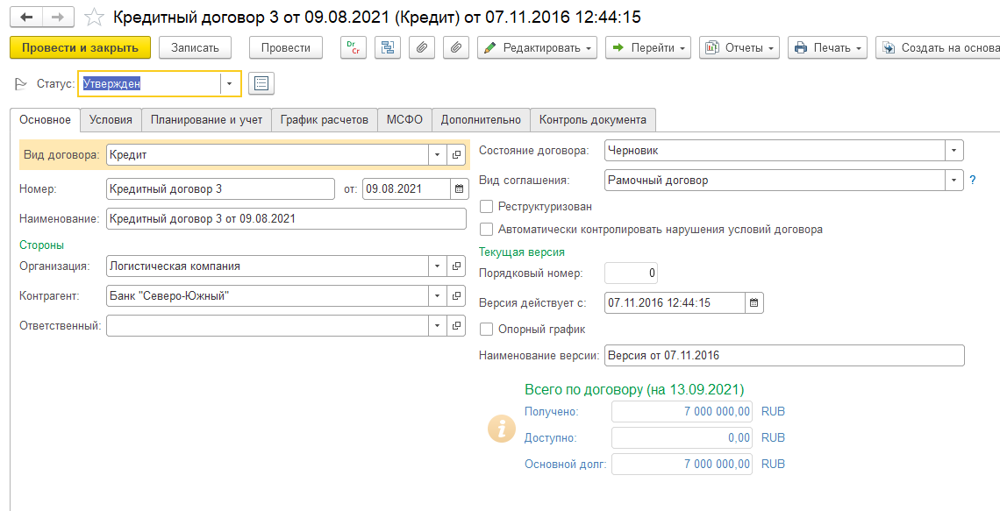 Кредитный договор 3 от 09.08.2021 (Кредит) от 07.11.2016 12:44:15
Провести и закрыть Записать Провести Dr Cr Редактировать Перейти Отчеты Печать Создать на основа
Статус: Утвержден
Основное Условия Планирование и учет График расчетов МСФО Дополнительно Контроль документа
Вид договора: Кредит
Номер: Кредитный договор 3 от: 09.08.2021
Наименование: Кредитный договор 3 от 09.08.2021
Стороны
Организация: Логистическая компания
Контрагент: Банк "Северо-Южный"
Ответственный:
Состояние договора: Черновик
Вид соглашения: Рамочный договор ?
Реструктуризован
Автоматически контролировать нарушения условий договора
Текущая версия
Порядковый номер: 0
Версия действует с: 07.11.2016 12:44:15
Опорный график
Наименование версии: Версия от 07.11.2016
Всего по договору (на 13.09.2021)
Получено: 7 000 000,00 RUB
Доступно: 0,00 RUB
Основной долг: 7 000 000,00 RUB